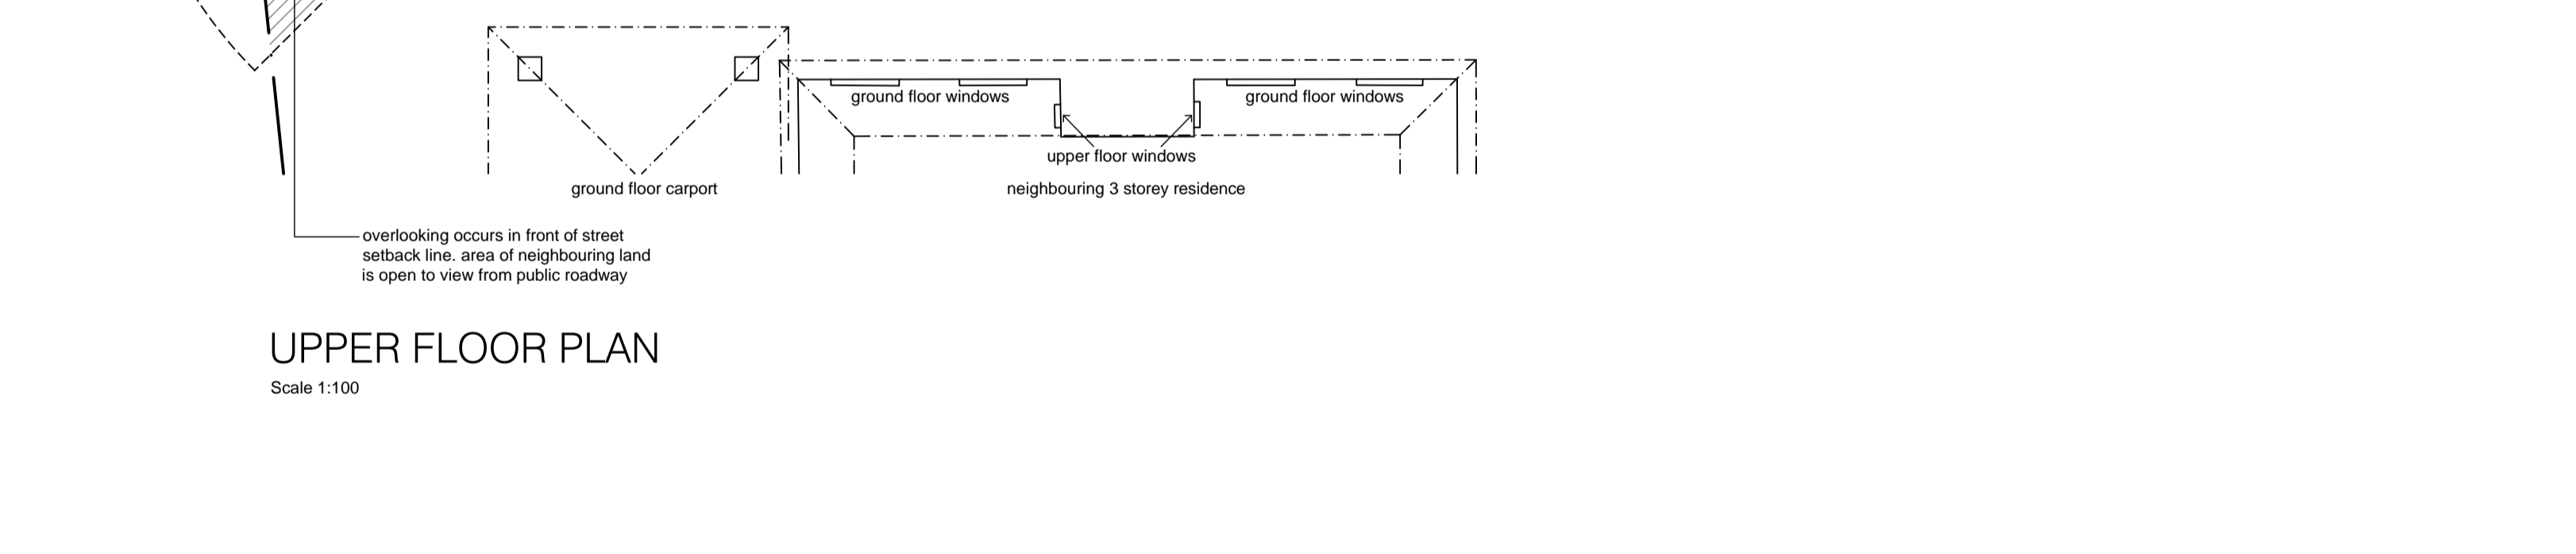 ground floor windows
ground floor windows
upper floor windows
ground floor carport
neighbouring 3 storey residence
overlooking occurs in front of street
setback line. area of neighbouring land
is open to view from public roadway
UPPER FLOOR PLAN
Scale 1:100